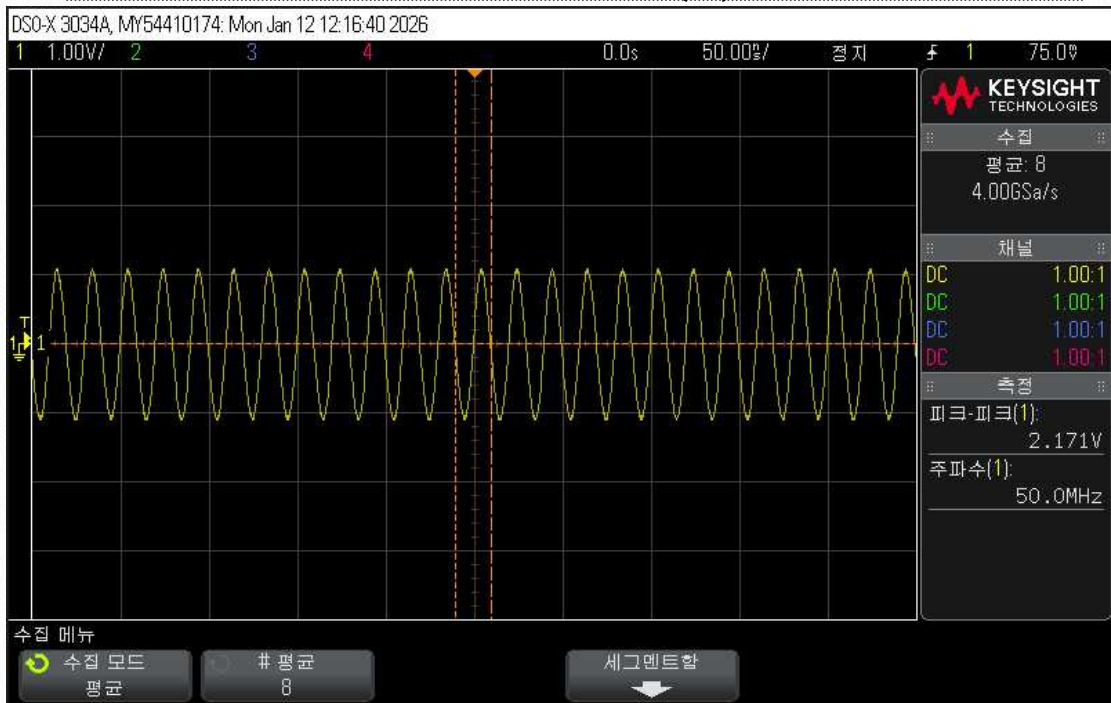 DSO-X 3034A, MY54410174: Mon Jan 12 12:16:40 2026
1 1.00V/ 2 3 4 0.0s 50.00ns/ 정지 1 75.0mV
KEYSIGHT
TECHNOLOGIES
수집
평균: 8
4.00GSa/s
채널
DC 1.00:1
DC 1.00:1
DC 1.00:1
DC 1.00:1
측정
피크-피크(1):
2.171V
주파수(1):
50.0MHz
T
1
1
수집 메뉴
수집 모드
평균
# 평균
8
세그멘트함